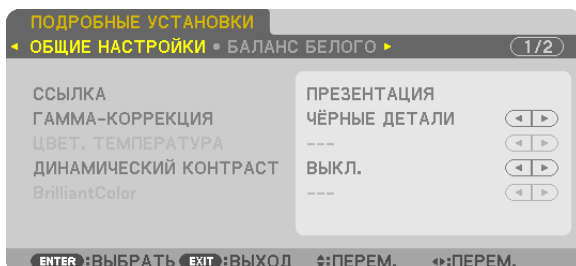 ПОДРОБНЫЕ УСТАНОВКИ
ОБЩИЕ НАСТРОЙКИ • БАЛАНС БЕЛОГО 1/2
ССЫЛКА ПРЕЗЕНТАЦИЯ
ГАММА-КОРРЕКЦИЯ ЧЁРНЫЕ ДЕТАЛИ
ЦВЕТ. ТЕМПЕРАТУРА ---
ДИНАМИЧЕСКИЙ КОНТРАСТ ВЫКЛ.
BrilliantColor ---
ENTER :ВЫБРАТЬ EXIT :ВЫХОД :ПЕРЕМ. :ПЕРЕМ.